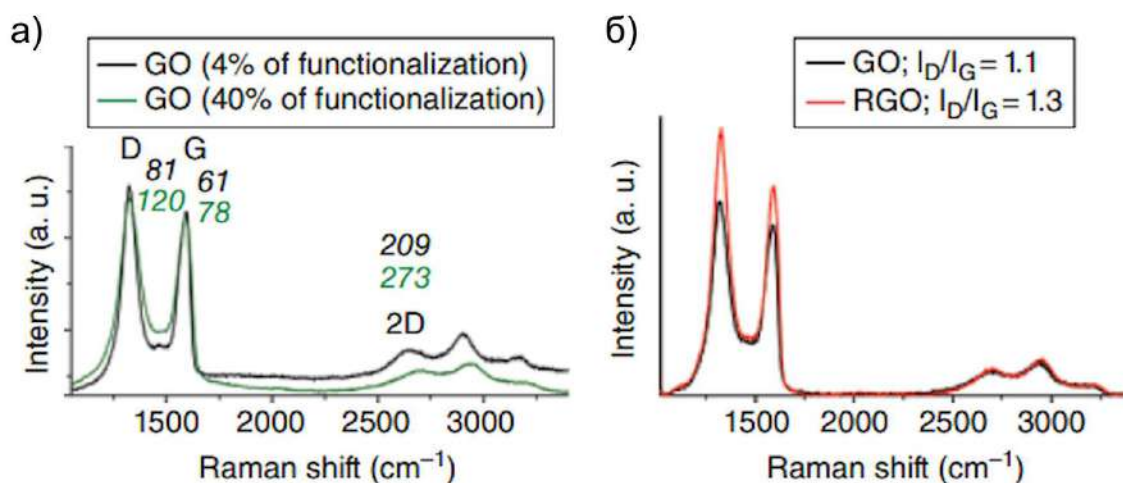 а)
GO (4% of functionalization)
GO (40% of functionalization)
D G
81 61
120 78
209
273
2D
Intensity (a. u.)
1500 2000 2500 3000
Raman shift (cm⁻¹)
б)
GO; I_D/I_G = 1.1
RGO; I_D/I_G = 1.3
Intensity (a. u.)
1500 2000 2500 3000
Raman shift (cm⁻¹)